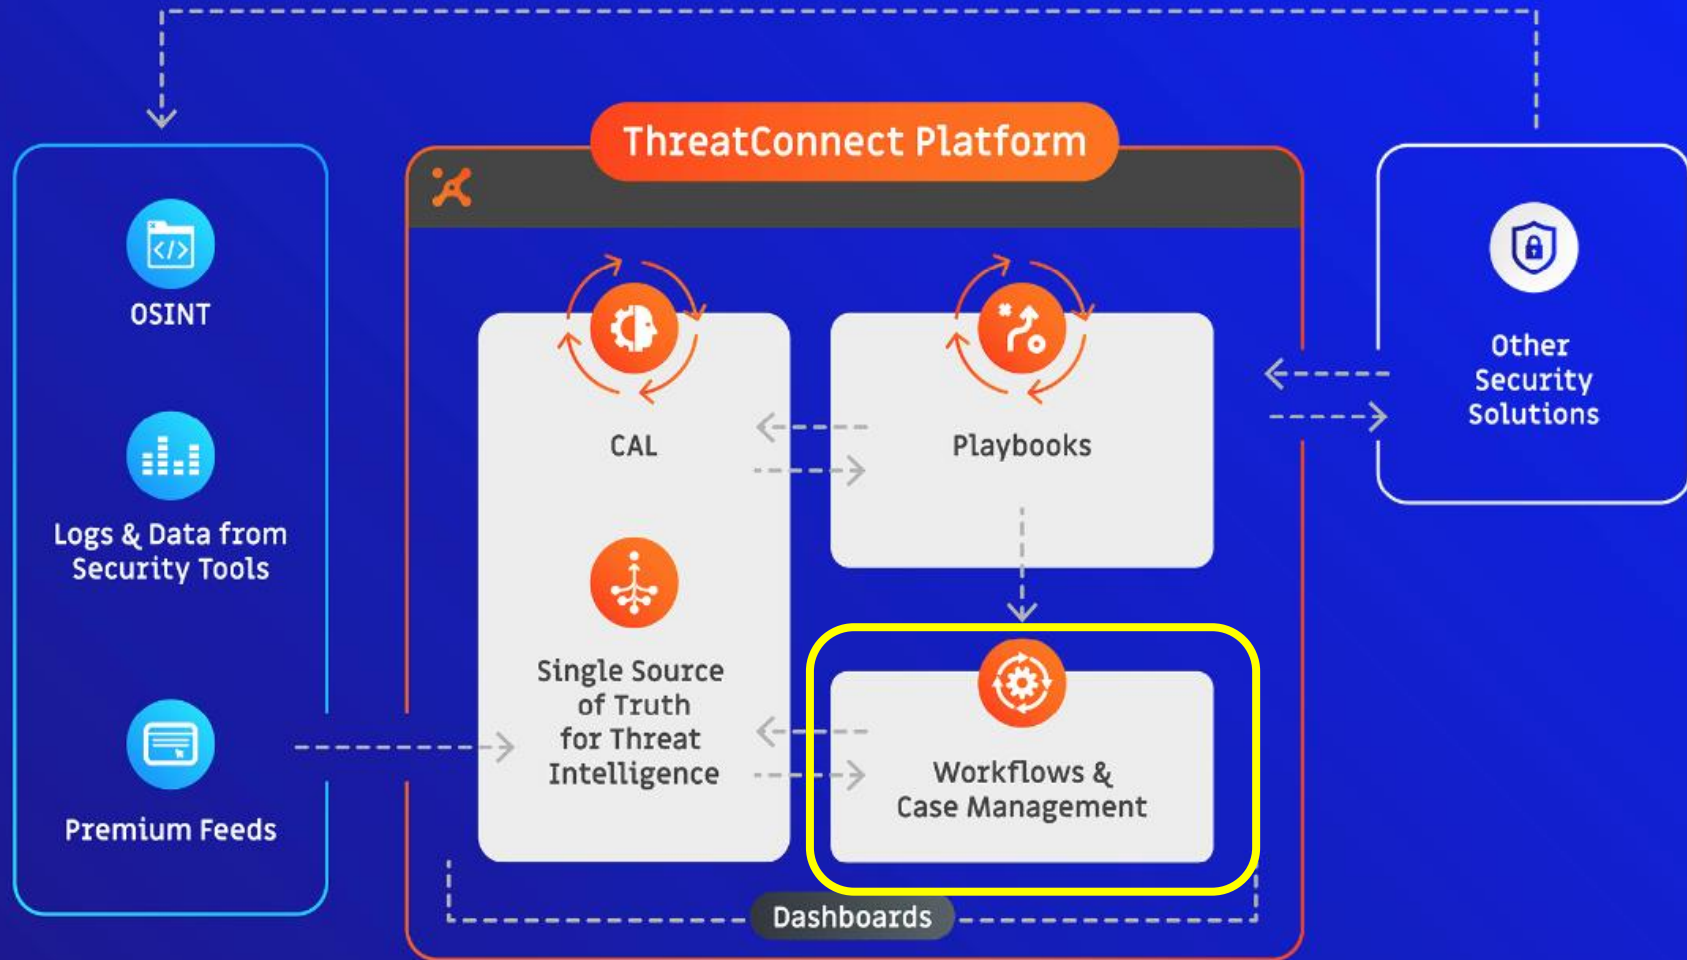 ThreatConnect Platform
OSINT
Logs & Data from
Security Tools
Premium Feeds
CAL
Single Source
of Truth
for Threat
Intelligence
Playbooks
Workflows &
Case Management
Dashboards
Other
Security
Solutions